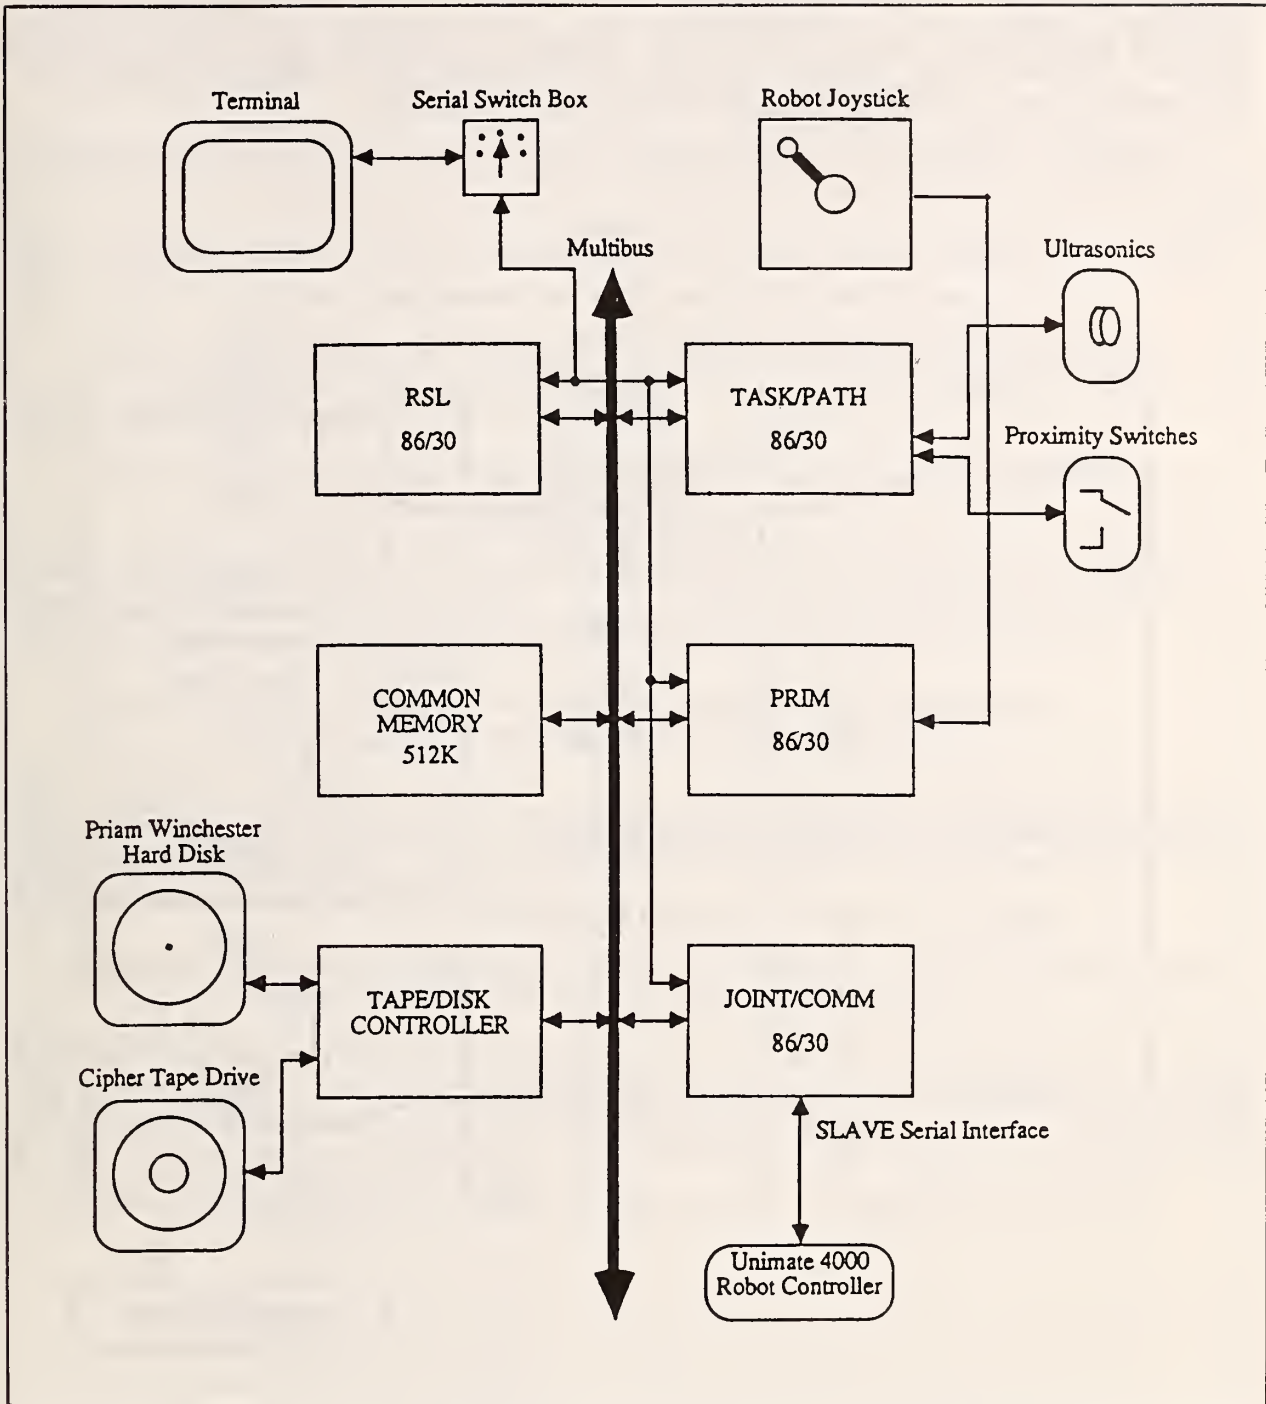 Terminal
Serial Switch Box
Robot Joystick
Multibus
Ultrasonics
RSL
86/30
TASK/PATH
86/30
Proximity Switches
COMMON
MEMORY
512K
PRIM
86/30
Priam Winchester
Hard Disk
TAPE/DISK
CONTROLLER
JOINT/COMM
86/30
Cipher Tape Drive
SLAVE Serial Interface
Unimate 4000
Robot Controller